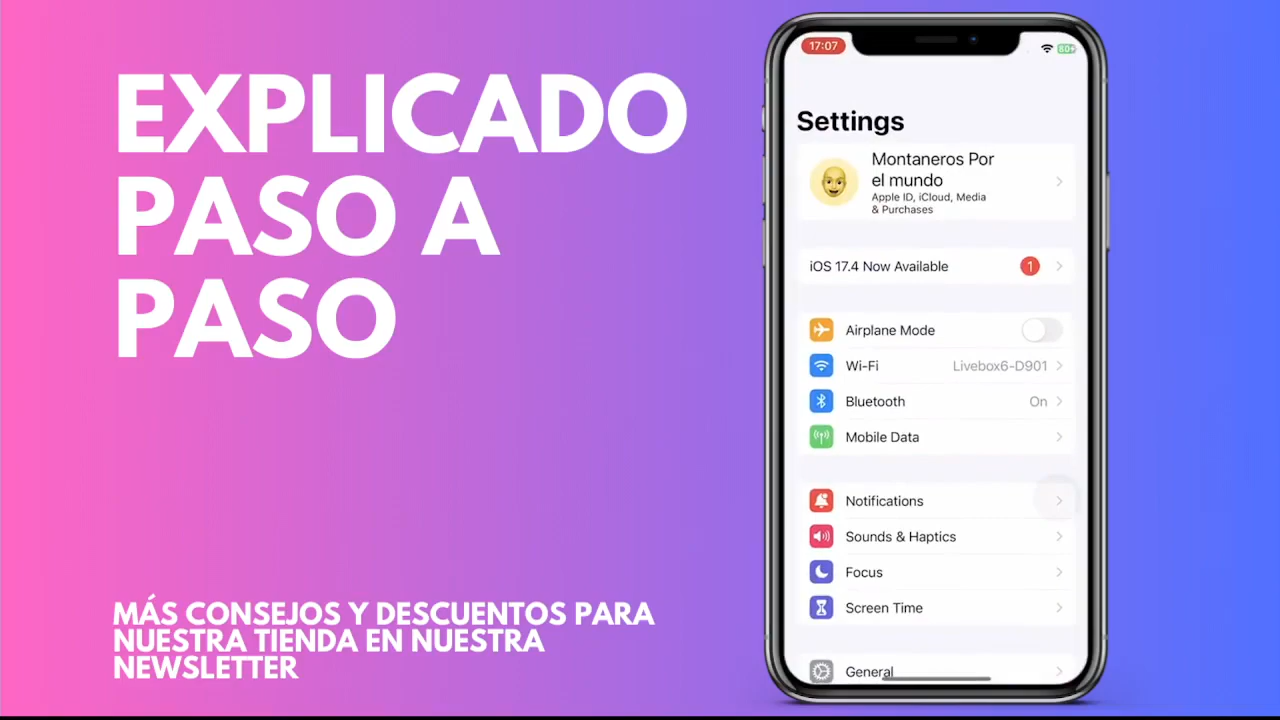 EXPLICADO
PASO A
PASO
MÁS CONSEJOS Y DESCUENTOS PARA
NUESTRA TIENDA EN NUESTRA
NEWSLETTER
17:07
80+
Settings
Montaneros Por
el mundo
Apple ID, iCloud, Media
& Purchases
iOS 17.4 Now Available 1
Airplane Mode
Wi-Fi Livebox6-D901
Bluetooth On
Mobile Data
Notifications
Sounds & Haptics
Focus
Screen Time
General